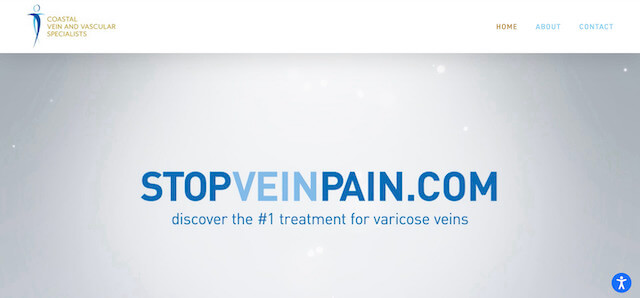 COASTAL
VEIN AND VASCULAR
SPECIALISTS
HOME ABOUT CONTACT
STOPVEINPAIN.COM
discover the #1 treatment for varicose veins